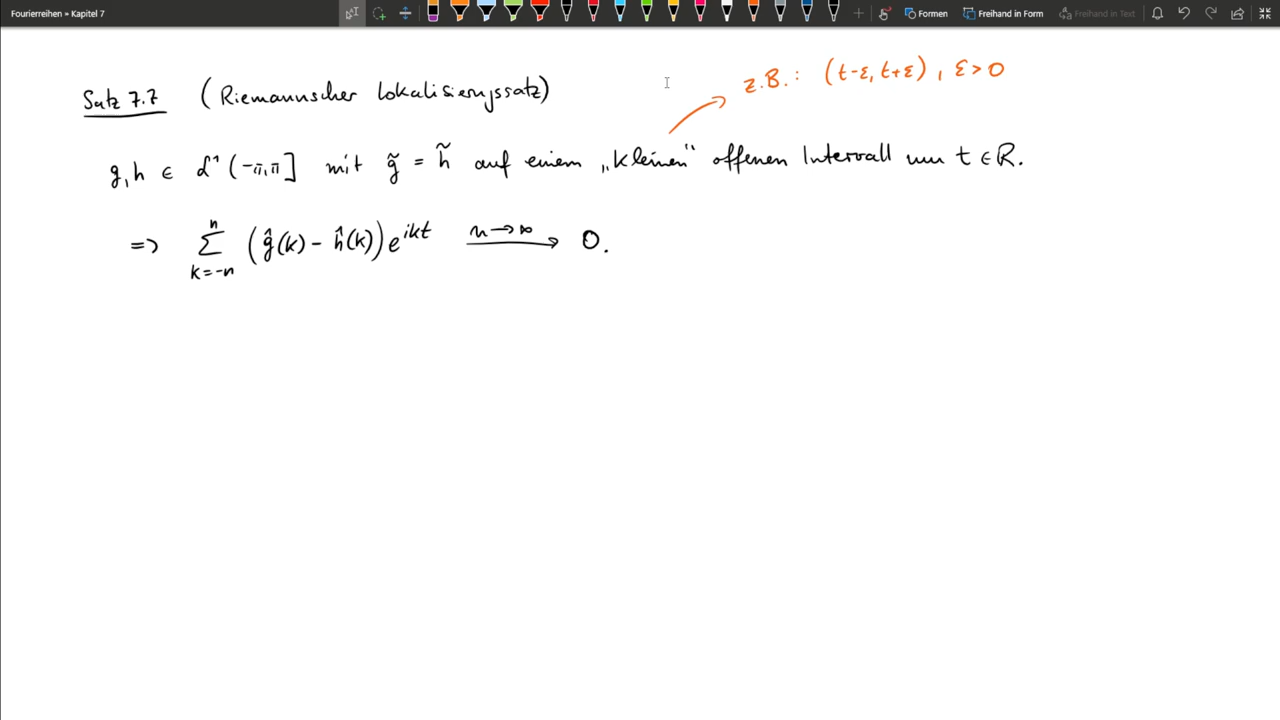 Fourierreihen » Kapitel 7
Formen
Freihand in Form
Freihand in Text
z.B.: (t-ε, t+ε), ε>0
Satz 7.7 (Riemannscher Lokalisierungssatz)
g,h ∈ ℒ¹(-π,π] mit g̃ = h̃ auf einem „kleinen“ offenen Intervall um t ∈ ℝ.
⇒ ∑_{k=-n}^{n} (ĝ(k) - ĥ(k)) e^{ikt} \xrightarrow{n→∞} 0.